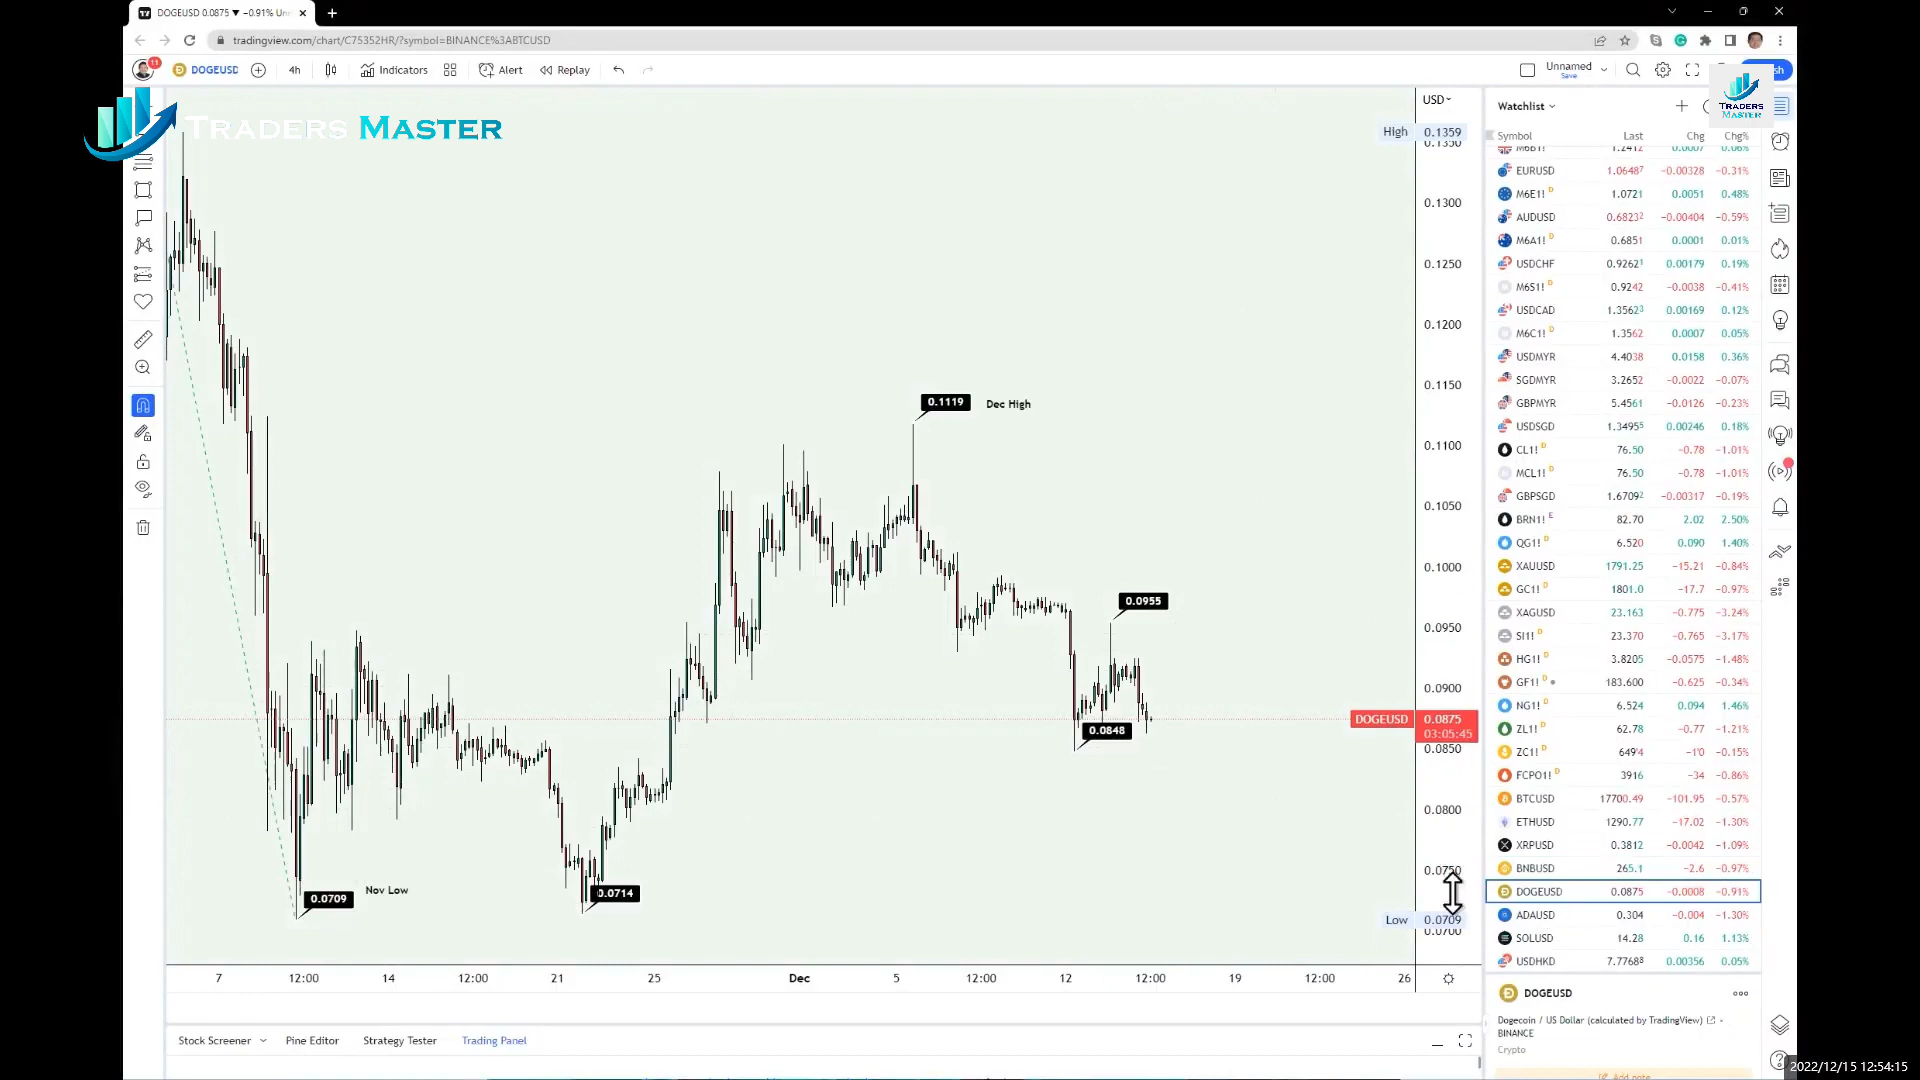 DOGEUSD 0.0875 ▼ −0.91% Un
tradingview.com/chart/C75352HR/?symbol=BINANCE%3ABTCUSD
11
DOGEUSD 4h Indicators Alert Replay
Unnamed
Save
TRADERS MASTER
TRADERS
MASTER
USD
High 0.1359
0.1350
0.1300
0.1250
0.1200
0.1150
0.1100
0.1050
0.1000
0.0950
0.0900
DOGEUSD 0.0875
03:05:45
0.0850
0.0800
0.0750
Low 0.0709
0.0700
0.1119 Dec High
0.0955
0.0848
0.0709 Nov Low
0.0714
7 12:00 14 12:00 21 25 Dec 5 12:00 12 12:00 19 12:00 26
Stock Screener Pine Editor Strategy Tester Trading Panel
Watchlist
Symbol Last Chg Chg%
M6B1! 1.2412 0.0007 0.06%
EURUSD 1.06487 −0.00328 −0.31%
M6E1! D 1.0721 0.0051 0.48%
AUDUSD 0.68232 −0.00404 −0.59%
M6A1! D 0.6851 0.0001 0.01%
USDCHF 0.92621 0.00179 0.19%
M6S1! D 0.9242 −0.0038 −0.41%
USDCAD 1.35623 0.00169 0.12%
M6C1! D 1.3562 0.0007 0.05%
USDMYR 4.4038 0.0158 0.36%
SGDMYR 3.2652 −0.0022 −0.07%
GBPMYR 5.4561 −0.0126 −0.23%
USDSGD 1.34955 0.00246 0.18%
CL1! D 76.50 −0.78 −1.01%
MCL1! D 76.50 −0.78 −1.01%
GBPSGD 1.67092 −0.00317 −0.19%
BRN1! E 82.70 2.02 2.50%
QG1! D 6.520 0.090 1.40%
XAUUSD 1791.25 −15.21 −0.84%
GC1! D 1801.0 −17.7 −0.97%
XAGUSD 23.163 −0.775 −3.24%
SI1! D 23.370 −0.765 −3.17%
HG1! D 3.8205 −0.0575 −1.48%
GF1! D 183.600 −0.625 −0.34%
NG1! D 6.524 0.094 1.46%
ZL1! D 62.78 −0.77 −1.21%
ZC1! D 649'4 −1'0 −0.15%
FCPO1! D 3916 −34 −0.86%
BTCUSD 17700.49 −101.95 −0.57%
ETHUSD 1290.77 −17.02 −1.30%
XRPUSD 0.3812 −0.0042 −1.09%
BNBUSD 265.1 −2.6 −0.97%
DOGEUSD 0.0875 −0.0008 −0.91%
ADAUSD 0.304 −0.004 −1.30%
SOLUSD 14.28 0.16 1.13%
USDHKD 7.77688 0.00356 0.05%
DOGEUSD
Dogecoin / US Dollar (calculated by TradingView)
BINANCE
Crypto
Add note
2022/12/15 12:54:15